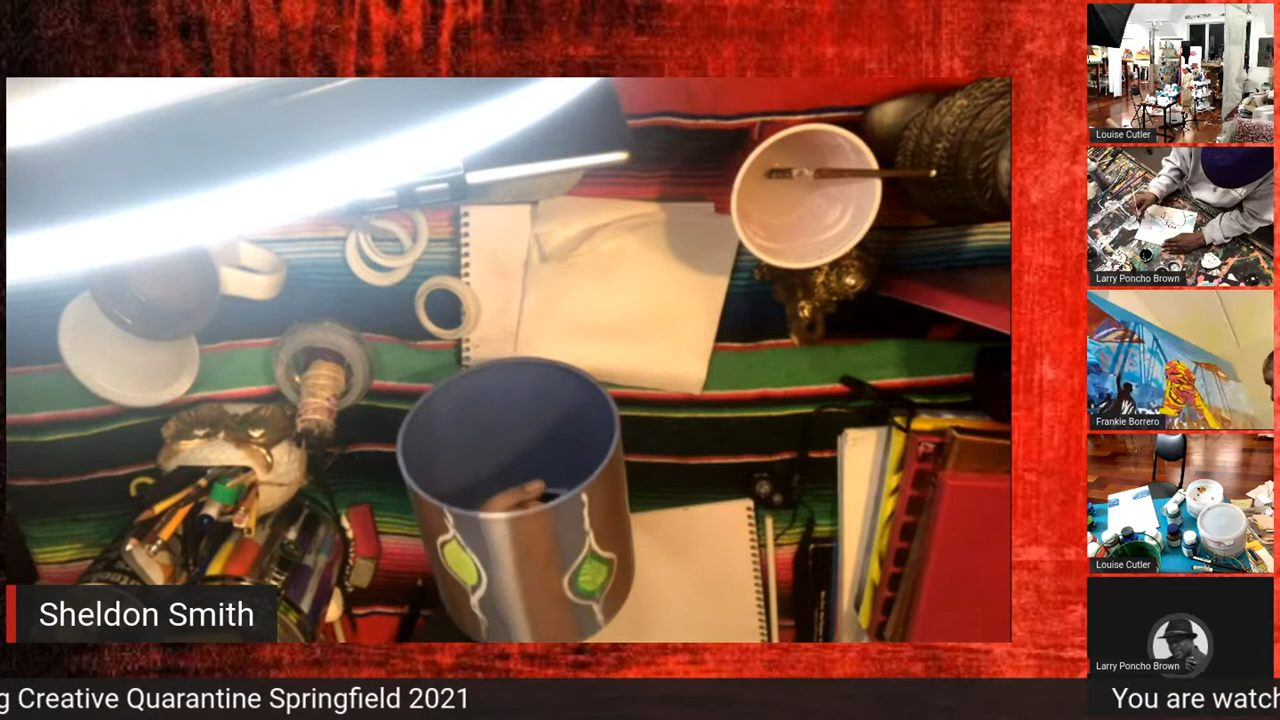 Louise Cutler
Larry Poncho Brown
Frankie Borrero
Louise Cutler
Sheldon Smith
Larry Poncho Brown
g Creative Quarantine Springfield 2021
You are watch